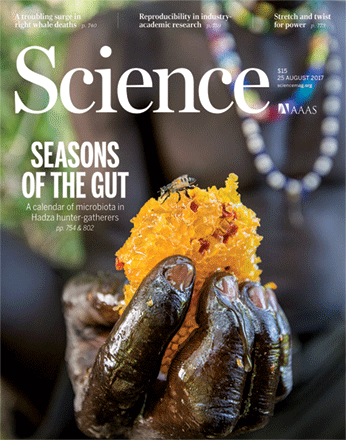 A troubling surge in
right whale deaths p. 740
Reproducibility in industry-
academic research p. 759
Stretch and twist
for power p. 773
Science
$15
25 AUGUST 2017
sciencemag.org
AAAS
SEASONS
OF THE GUT
A calendar of microbiota in
Hadza hunter-gatherers
pp. 754 & 802